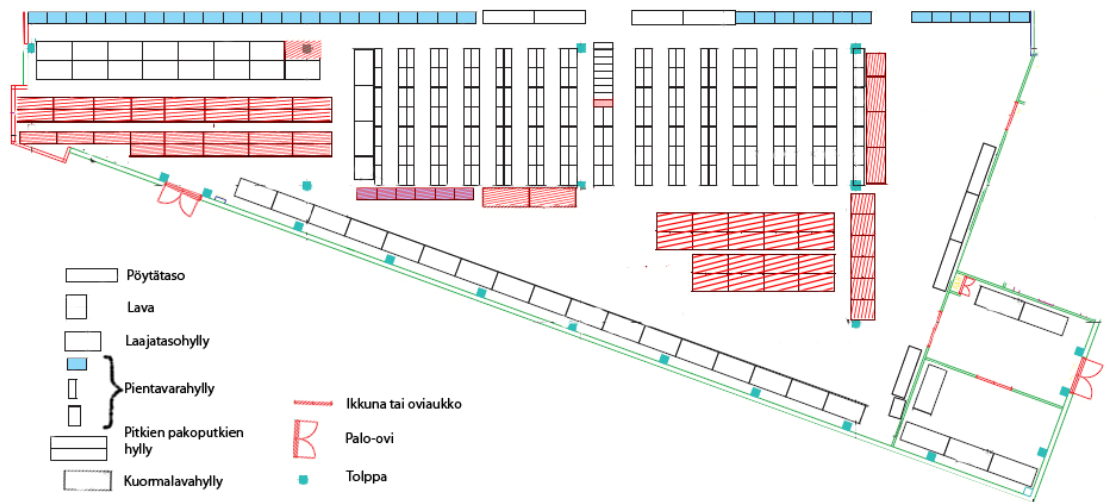 Pöytätaso
Lava
Laajatasohylly
Pientavarahylly
Pitkien pakoputkien
hylly
Kuormalavahylly
Ikkuna tai oviaukko
Palo-ovi
Tolppa